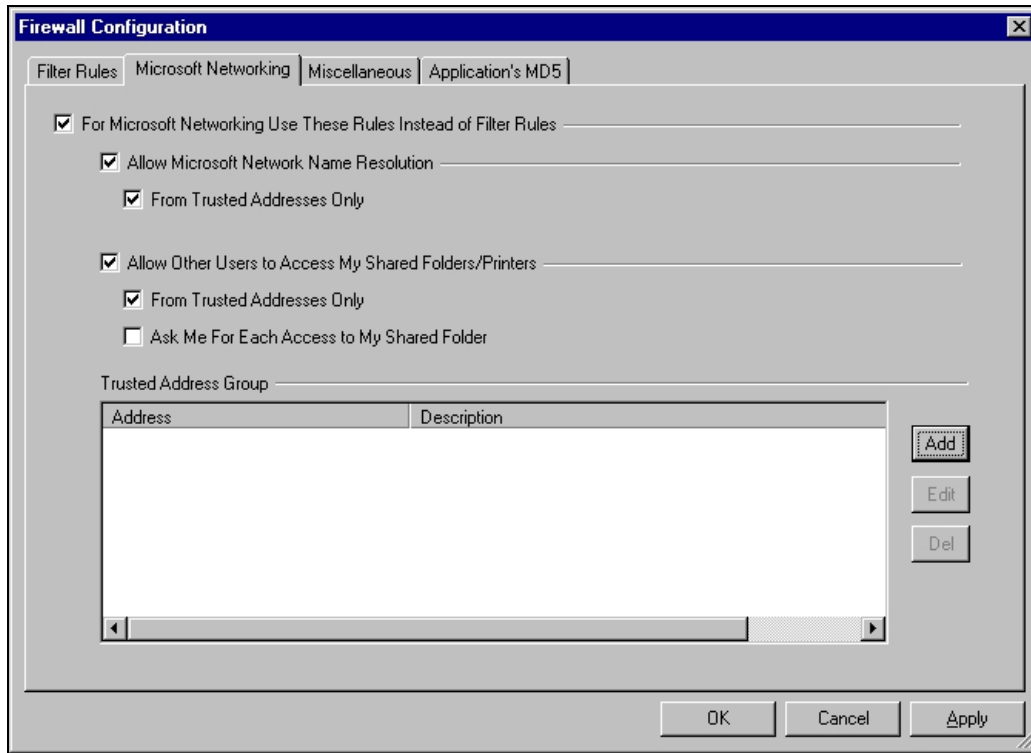 Firewall Configuration
Filter Rules Microsoft Networking Miscellaneous Application's MD5
For Microsoft Networking Use These Rules Instead of Filter Rules
Allow Microsoft Network Name Resolution
From Trusted Addresses Only
Allow Other Users to Access My Shared Folders/Printers
From Trusted Addresses Only
Ask Me For Each Access to My Shared Folder
Trusted Address Group
Address Description
Add
Edit
Del
OK Cancel Apply